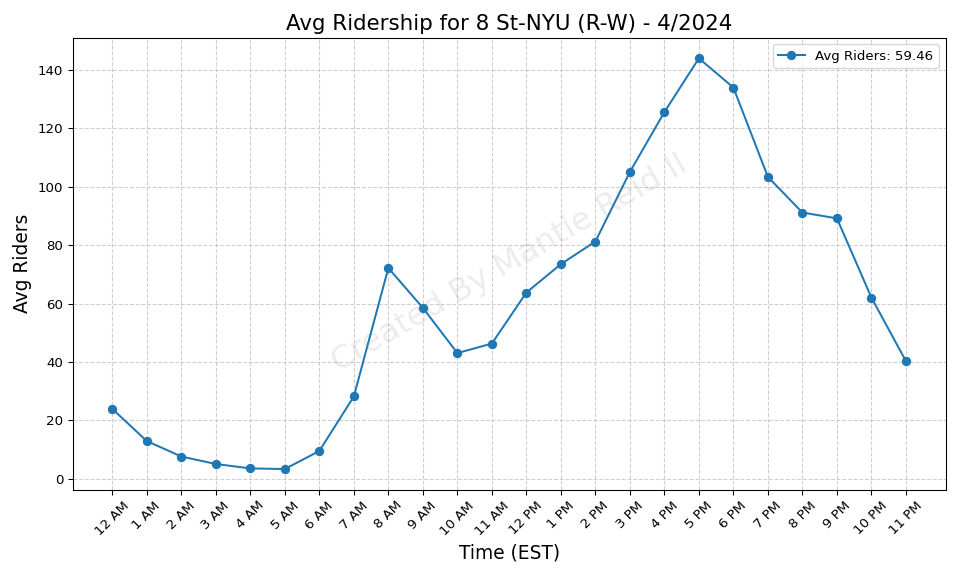 Avg Ridership for 8 St-NYU (R-W) - 4/2024
Avg Riders: 59.46
Avg Riders
140
120
100
80
60
40
20
0
Created By Mantle Reid II
12 AM
1 AM
2 AM
3 AM
4 AM
5 AM
6 AM
7 AM
8 AM
9 AM
10 AM
11 AM
12 PM
1 PM
2 PM
3 PM
4 PM
5 PM
6 PM
7 PM
8 PM
9 PM
10 PM
11 PM
Time (EST)